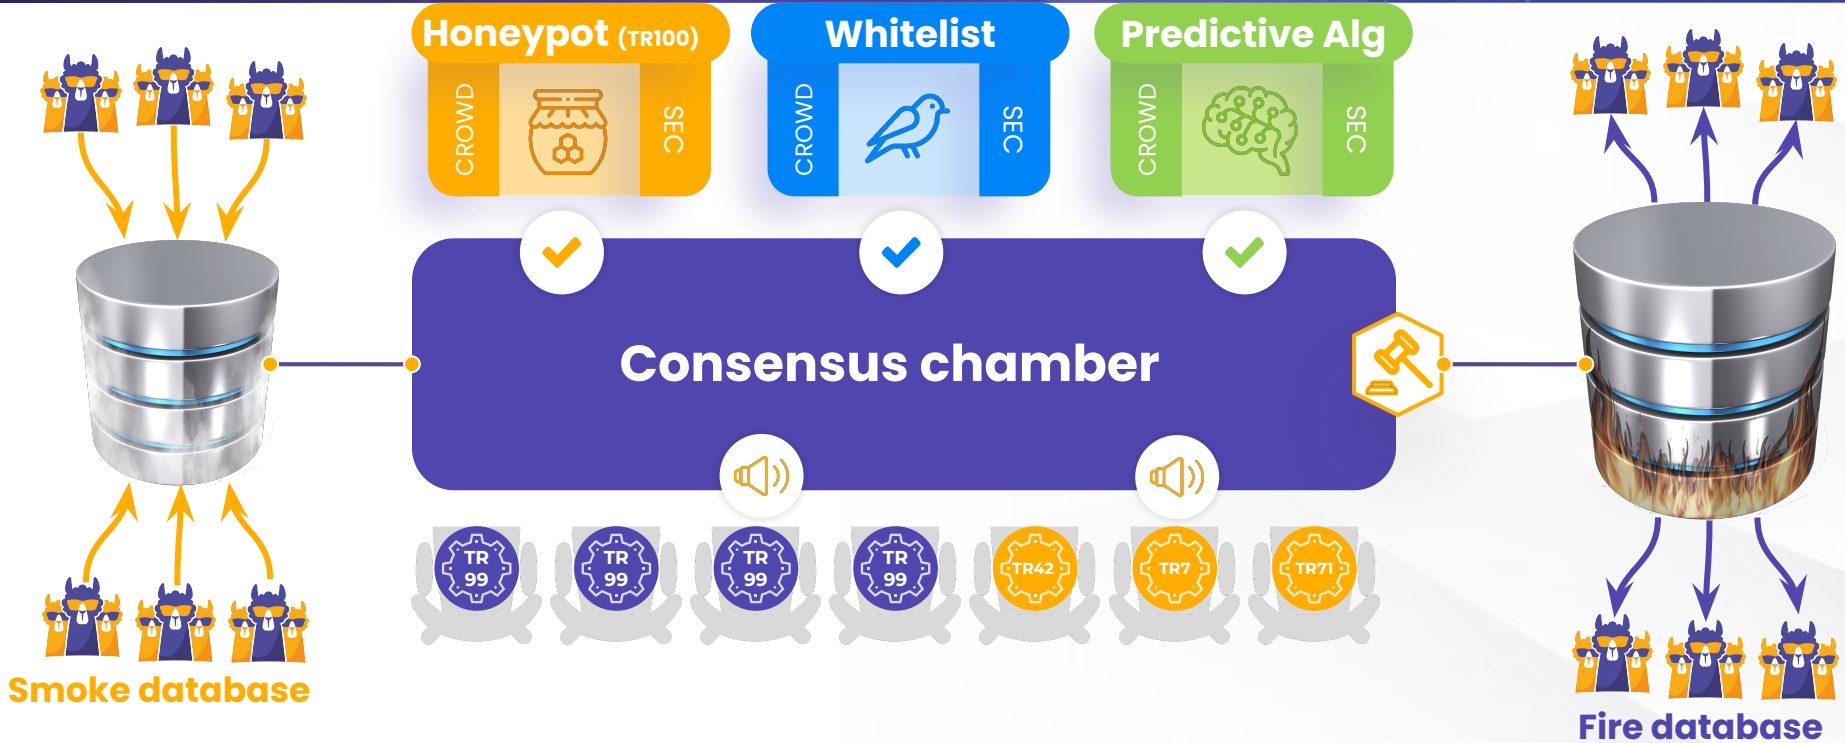 Honeypot (TR100)
CROWD
SEC
Whitelist
CROWD
SEC
Predictive Alg
CROWD
SEC
Consensus chamber
TR
99
TR
99
TR
99
TR
99
TR42
TR7
TR71
Smoke database
Fire database